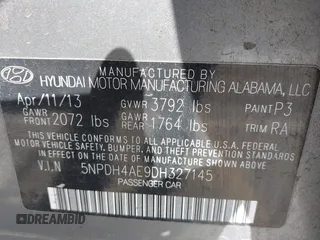 MANUFACTURED BY
HYUNDAI MOTOR MANUFACTURING ALABAMA, LLC
Apr/11/13 GVWR 3792 lbs PAINT P3
GAWR FRONT 2072 lbs GAWR REAR 1764 lbs TRIM RA
THIS VEHICLE CONFORMS TO ALL APPLICABLE U.S.A. FEDERAL
MOTOR VEHICLE SAFETY, BUMPER, AND THEFT PREVENTION
STANDARDS IN EFFECT ON THE DATE OF MANUFACTURE SHOWN ABOVE.
V.I.N 5NPDH4AE9DH327145
PASSENGER CAR
DREAMBID